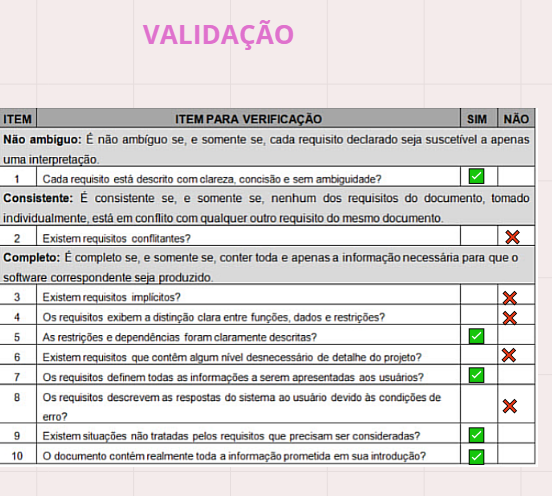 VALIDAÇÃO
ITEM ITEM PARA VERIFICAÇÃO SIM NÃO
Não ambíguo: É não ambíguo se, e somente se, cada requisito declarado seja suscetível a apenas
uma interpretação.
1 Cada requisito está descrito com clareza, concisão e sem ambiguidade?
Consistente: É consistente se, e somente se, nenhum dos requisitos do documento, tomado
individualmente, está em conflito com qualquer outro requisito do mesmo documento.
2 Existem requisitos conflitantes?
Completo: É completo se, e somente se, conter toda e apenas a informação necessária para que o
software correspondente seja produzido.
3 Existem requisitos implícitos?
4 Os requisitos exibem a distinção clara entre funções, dados e restrições?
5 As restrições e dependências foram claramente descritas?
6 Existem requisitos que contêm algum nível desnecessário de detalhe do projeto?
7 Os requisitos definem todas as informações a serem apresentadas aos usuários?
8 Os requisitos descrevem as respostas do sistema ao usuário devido às condições de
erro?
9 Existem situações não tratadas pelos requisitos que precisam ser consideradas?
10 O documento contém realmente toda a informação prometida em sua introdução?